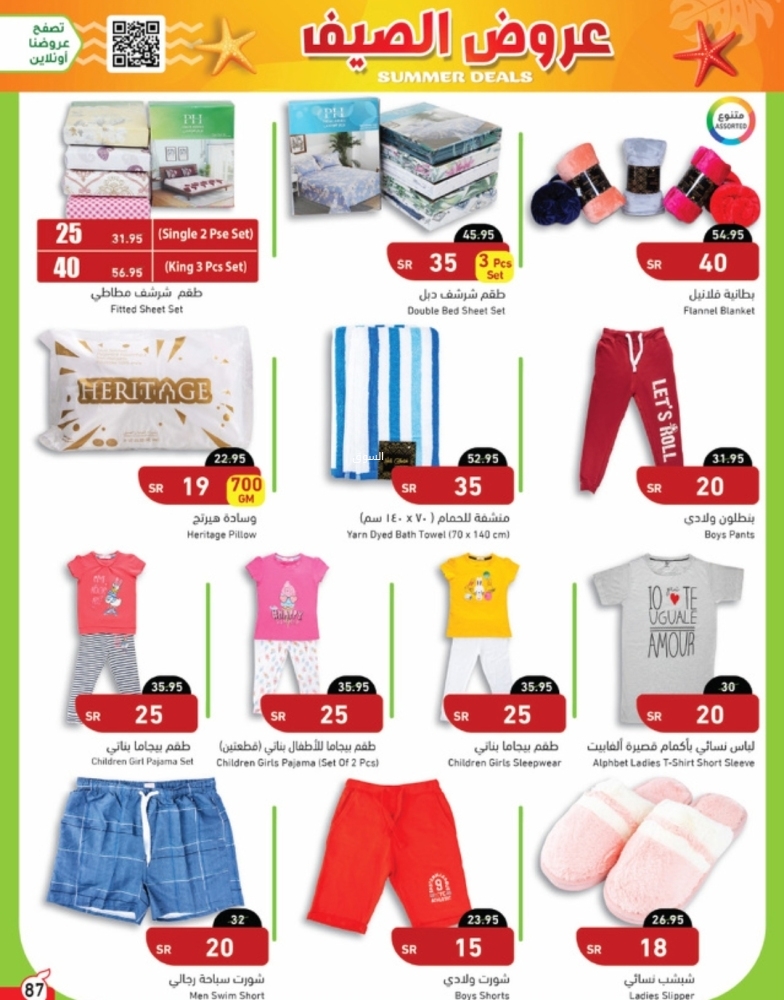 تصفح
عروضنا
أونلاين
عروض الصيف
SUMMER DEALS
متنوع
ASSORTED
PH
PH
25 31.95 (Single 2 Pse Set)
40 56.95 (King 3 Pcs Set)
طقم شرشف مطاطي
Fitted Sheet Set
45.95
SR 35 3 Pcs Set
طقم شرشف دبل
Double Bed Sheet Set
54.95
SR 40
بطانية فلانيل
Flannel Blanket
HERITAGE
22.95
SR 19 700 GM
وسادة هيرتج
Heritage Pillow
السوق
52.95
SR 35
منشفة للحمام ( ٧٠ x ١٤٠ سم)
Yarn Dyed Bath Towel (70 x 140 cm)
LET'S ROLL
31.95
SR 20
بنطلون ولادي
Boys Pants
35.95
SR 25
طقم بيجاما بناتي
Children Girl Pajama Set
35.95
SR 25
طقم بيجاما للأطفال بناتي (قطعتين)
Children Girls Pajama (Set Of 2 Pcs)
35.95
SR 25
طقم بيجاما بناتي
Children Girls Sleepwear
10 TE
UGUALE
AMOUR
30
SR 20
لباس نسائي بأكمام قصيرة ألفابيت
Alphbet Ladies T-Shirt Short Sleeve
32
SR 20
شورت سباحة رجالي
Men Swim Short
9
23.95
SR 15
شورت ولادي
Boys Shorts
26.95
SR 18
شبشب نسائي
Ladies Slipper
87